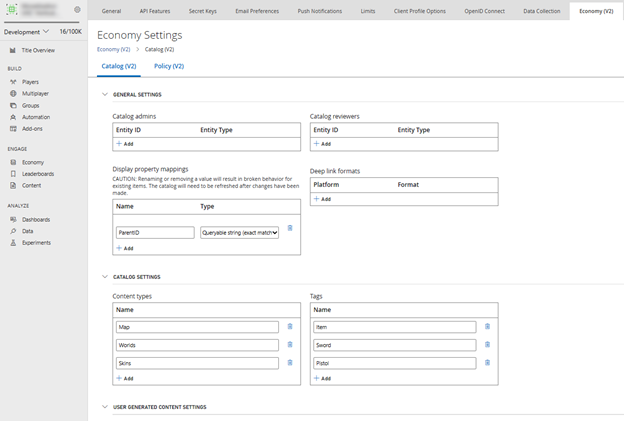 General API Features Secret Keys Email Preferences Push Notifications Limits Client Profile Options OpenID Connect Data Collection Economy (V2)
Development 16/100K
Title Overview
BUILD
Players
Multiplayer
Groups
Automation
Add-ons
ENGAGE
Economy
Leaderboards
Content
ANALYZE
Dashboards
Data
Experiments
Economy Settings
Economy (V2) > Catalog (V2)
Catalog (V2) Policy (V2)
GENERAL SETTINGS
Catalog admins
Entity ID Entity Type
+ Add
Catalog reviewers
Entity ID Entity Type
+ Add
Display property mappings
CAUTION: Renaming or removing a value will result in broken behavior for
existing items. The catalog will need to be refreshed after changes have been
made.
Name Type
ParentID Queryable string (exact match
+ Add
Deep link formats
Platform Format
+ Add
CATALOG SETTINGS
Content types
Name
Map
Worlds
Skins
+ Add
Tags
Name
Item
Sword
Pistol
+ Add
USER GENERATED CONTENT SETTINGS